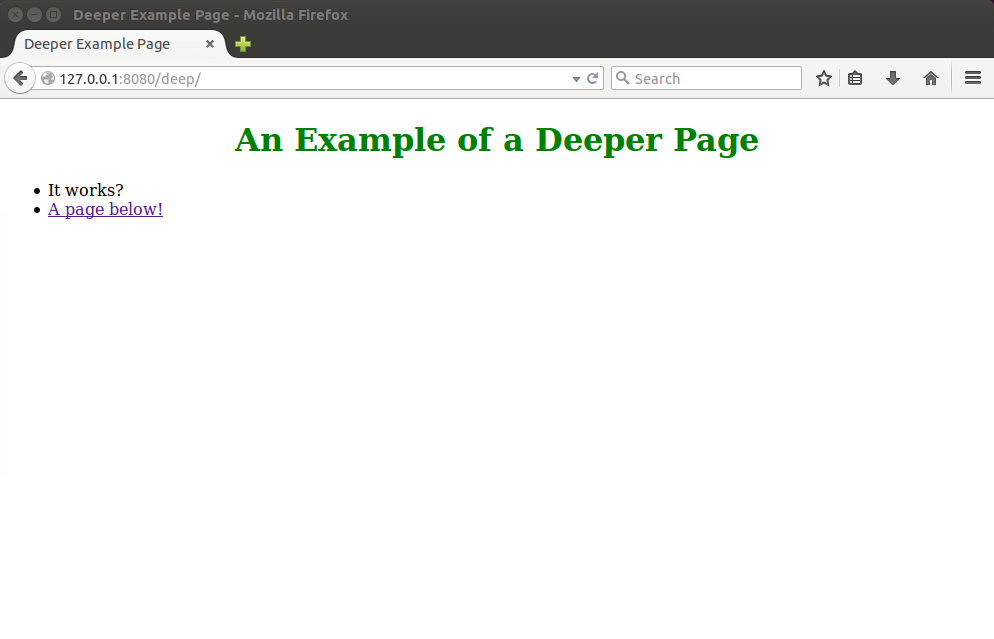 Deeper Example Page - Mozilla Firefox
Deeper Example Page
127.0.0.1:8080/deep/
Search
An Example of a Deeper Page
• It works?
• A page below!